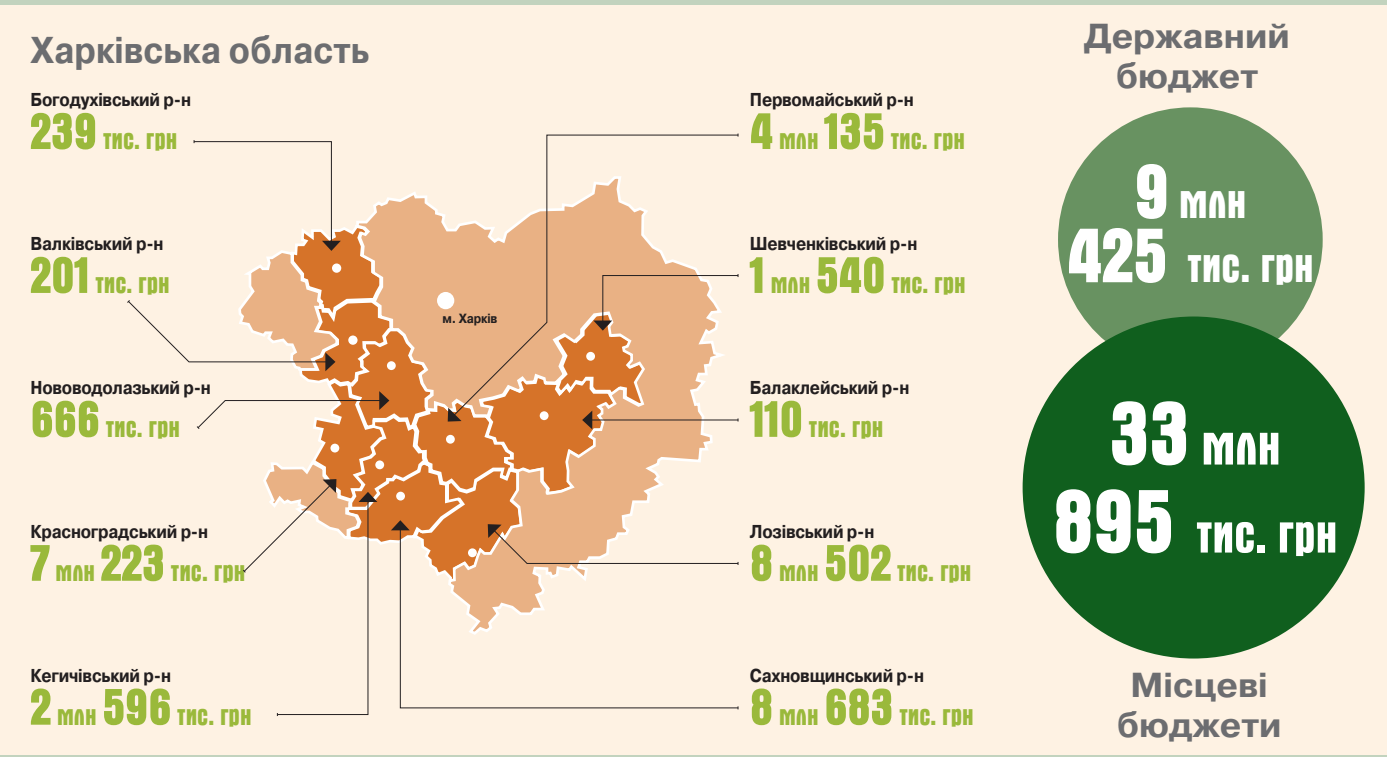 Харківська область
Богодухівський р-н
239 тис. грн
Валківський р-н
201 тис. грн
Нововодолазький р-н
666 тис. грн
Красноградський р-н
7 млн 223 тис. грн
Кегичівський р-н
2 млн 596 тис. грн
м. Харків
Первомайський р-н
4 млн 135 тис. грн
Шевченківський р-н
1 млн 540 тис. грн
Балаклейський р-н
110 тис. грн
Лозівський р-н
8 млн 502 тис. грн
Сахновщинський р-н
8 млн 683 тис. грн
Державний
бюджет
9 млн
425 тис. грн
33 млн
895 тис. грн
Місцеві
бюджети